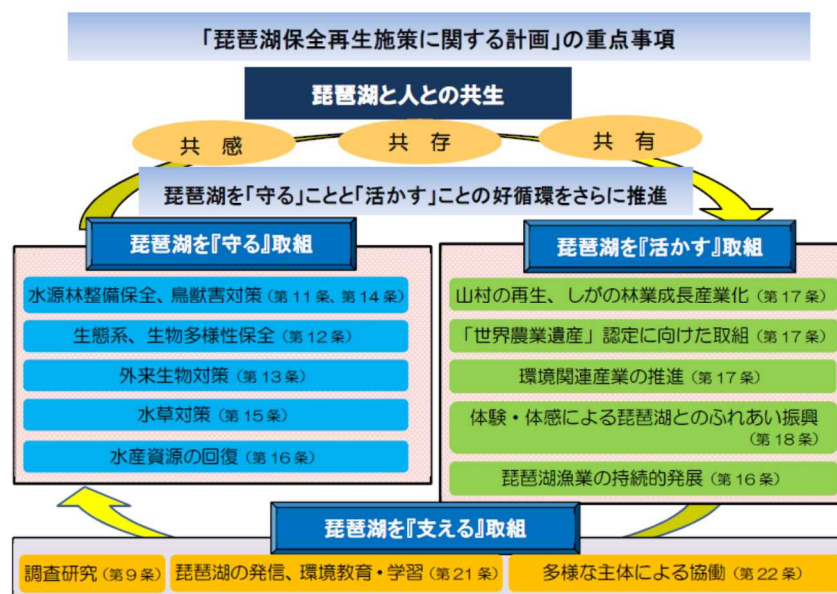 「琵琶湖保全再生施策に関する計画」の重点事項
琵琶湖と人との共生
共 感
共 存
共 有
琵琶湖を「守る」ことと「活かす」ことの好循環をさらに推進
琵琶湖を『守る』取組
水源林整備保全、鳥獣害対策（第11条、第14条）
生態系、生物多様性保全（第12条）
外来生物対策（第13条）
水草対策（第15条）
水産資源の回復（第16条）
琵琶湖を『活かす』取組
山村の再生、しがの林業成長産業化（第17条）
「世界農業遺産」認定に向けた取組（第17条）
環境関連産業の推進（第17条）
体験・体感による琵琶湖とのふれあい振興
（第18条）
琵琶湖漁業の持続的発展（第16条）
琵琶湖を『支える』取組
調査研究（第9条）
琵琶湖の発信、環境教育・学習（第21条）
多様な主体による協働（第22条）